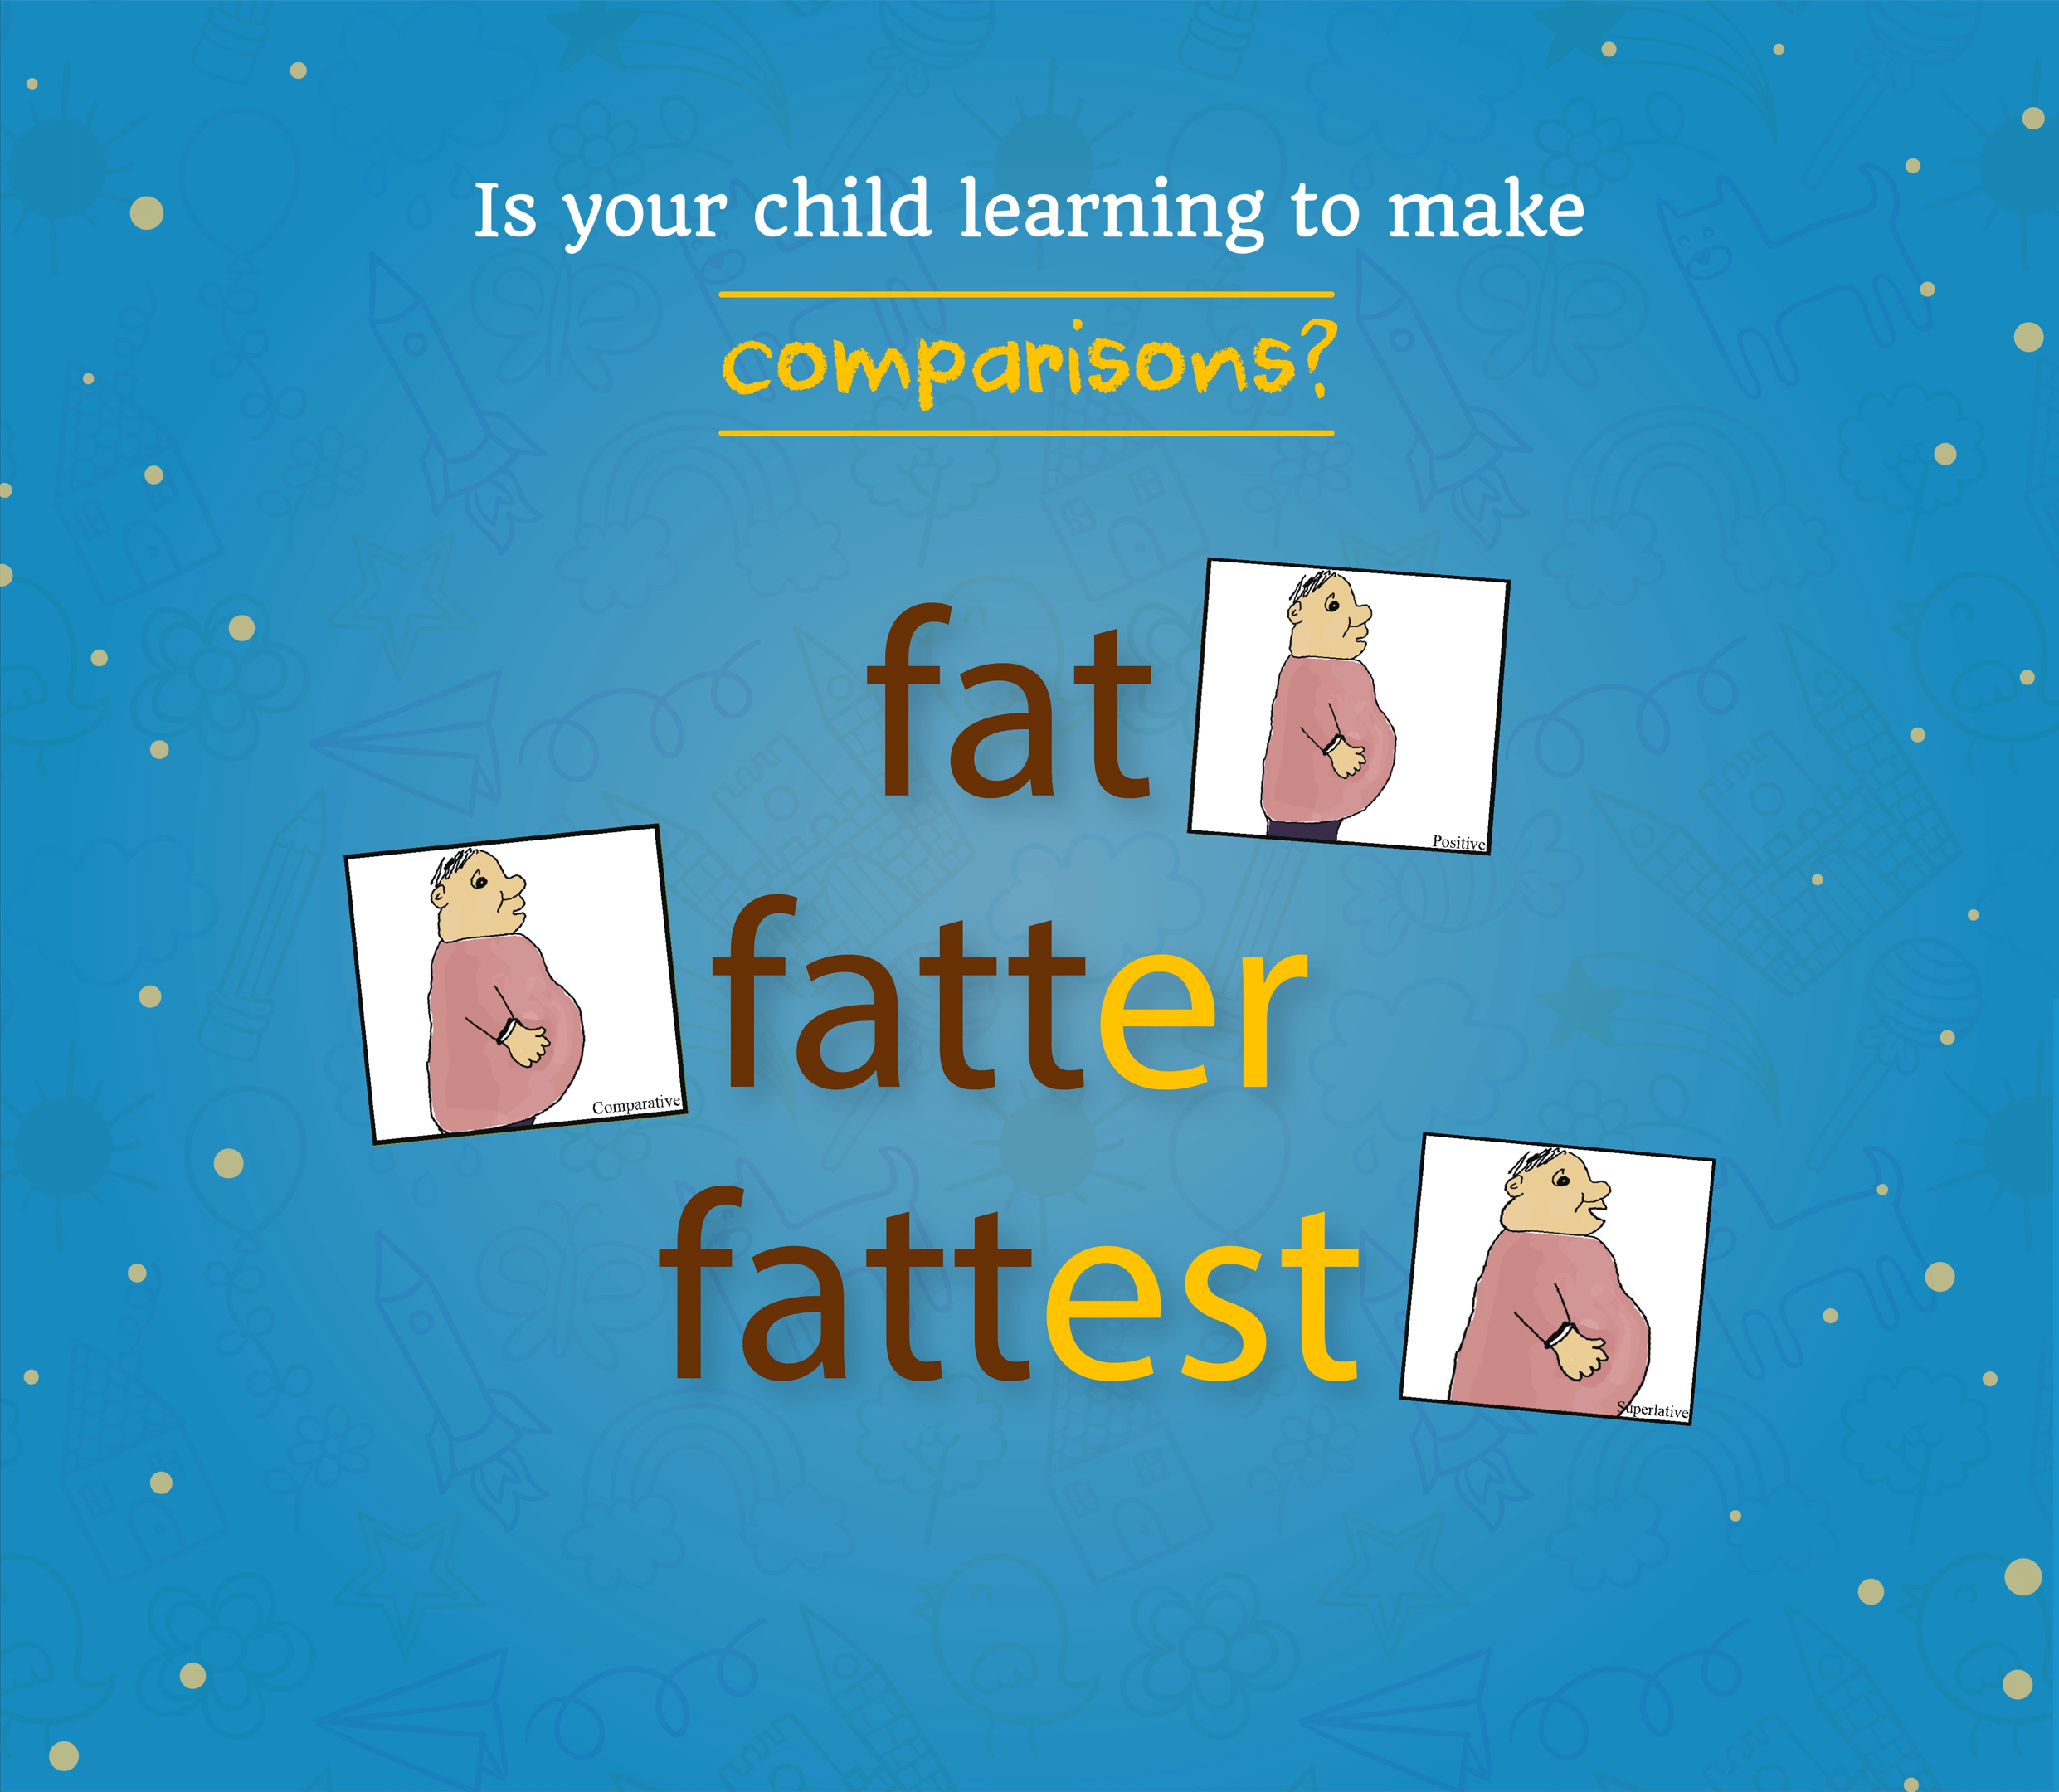 Is your child learning to make
comparisons?
fat
Positive
Comparative
fatter
fattest
Superlative